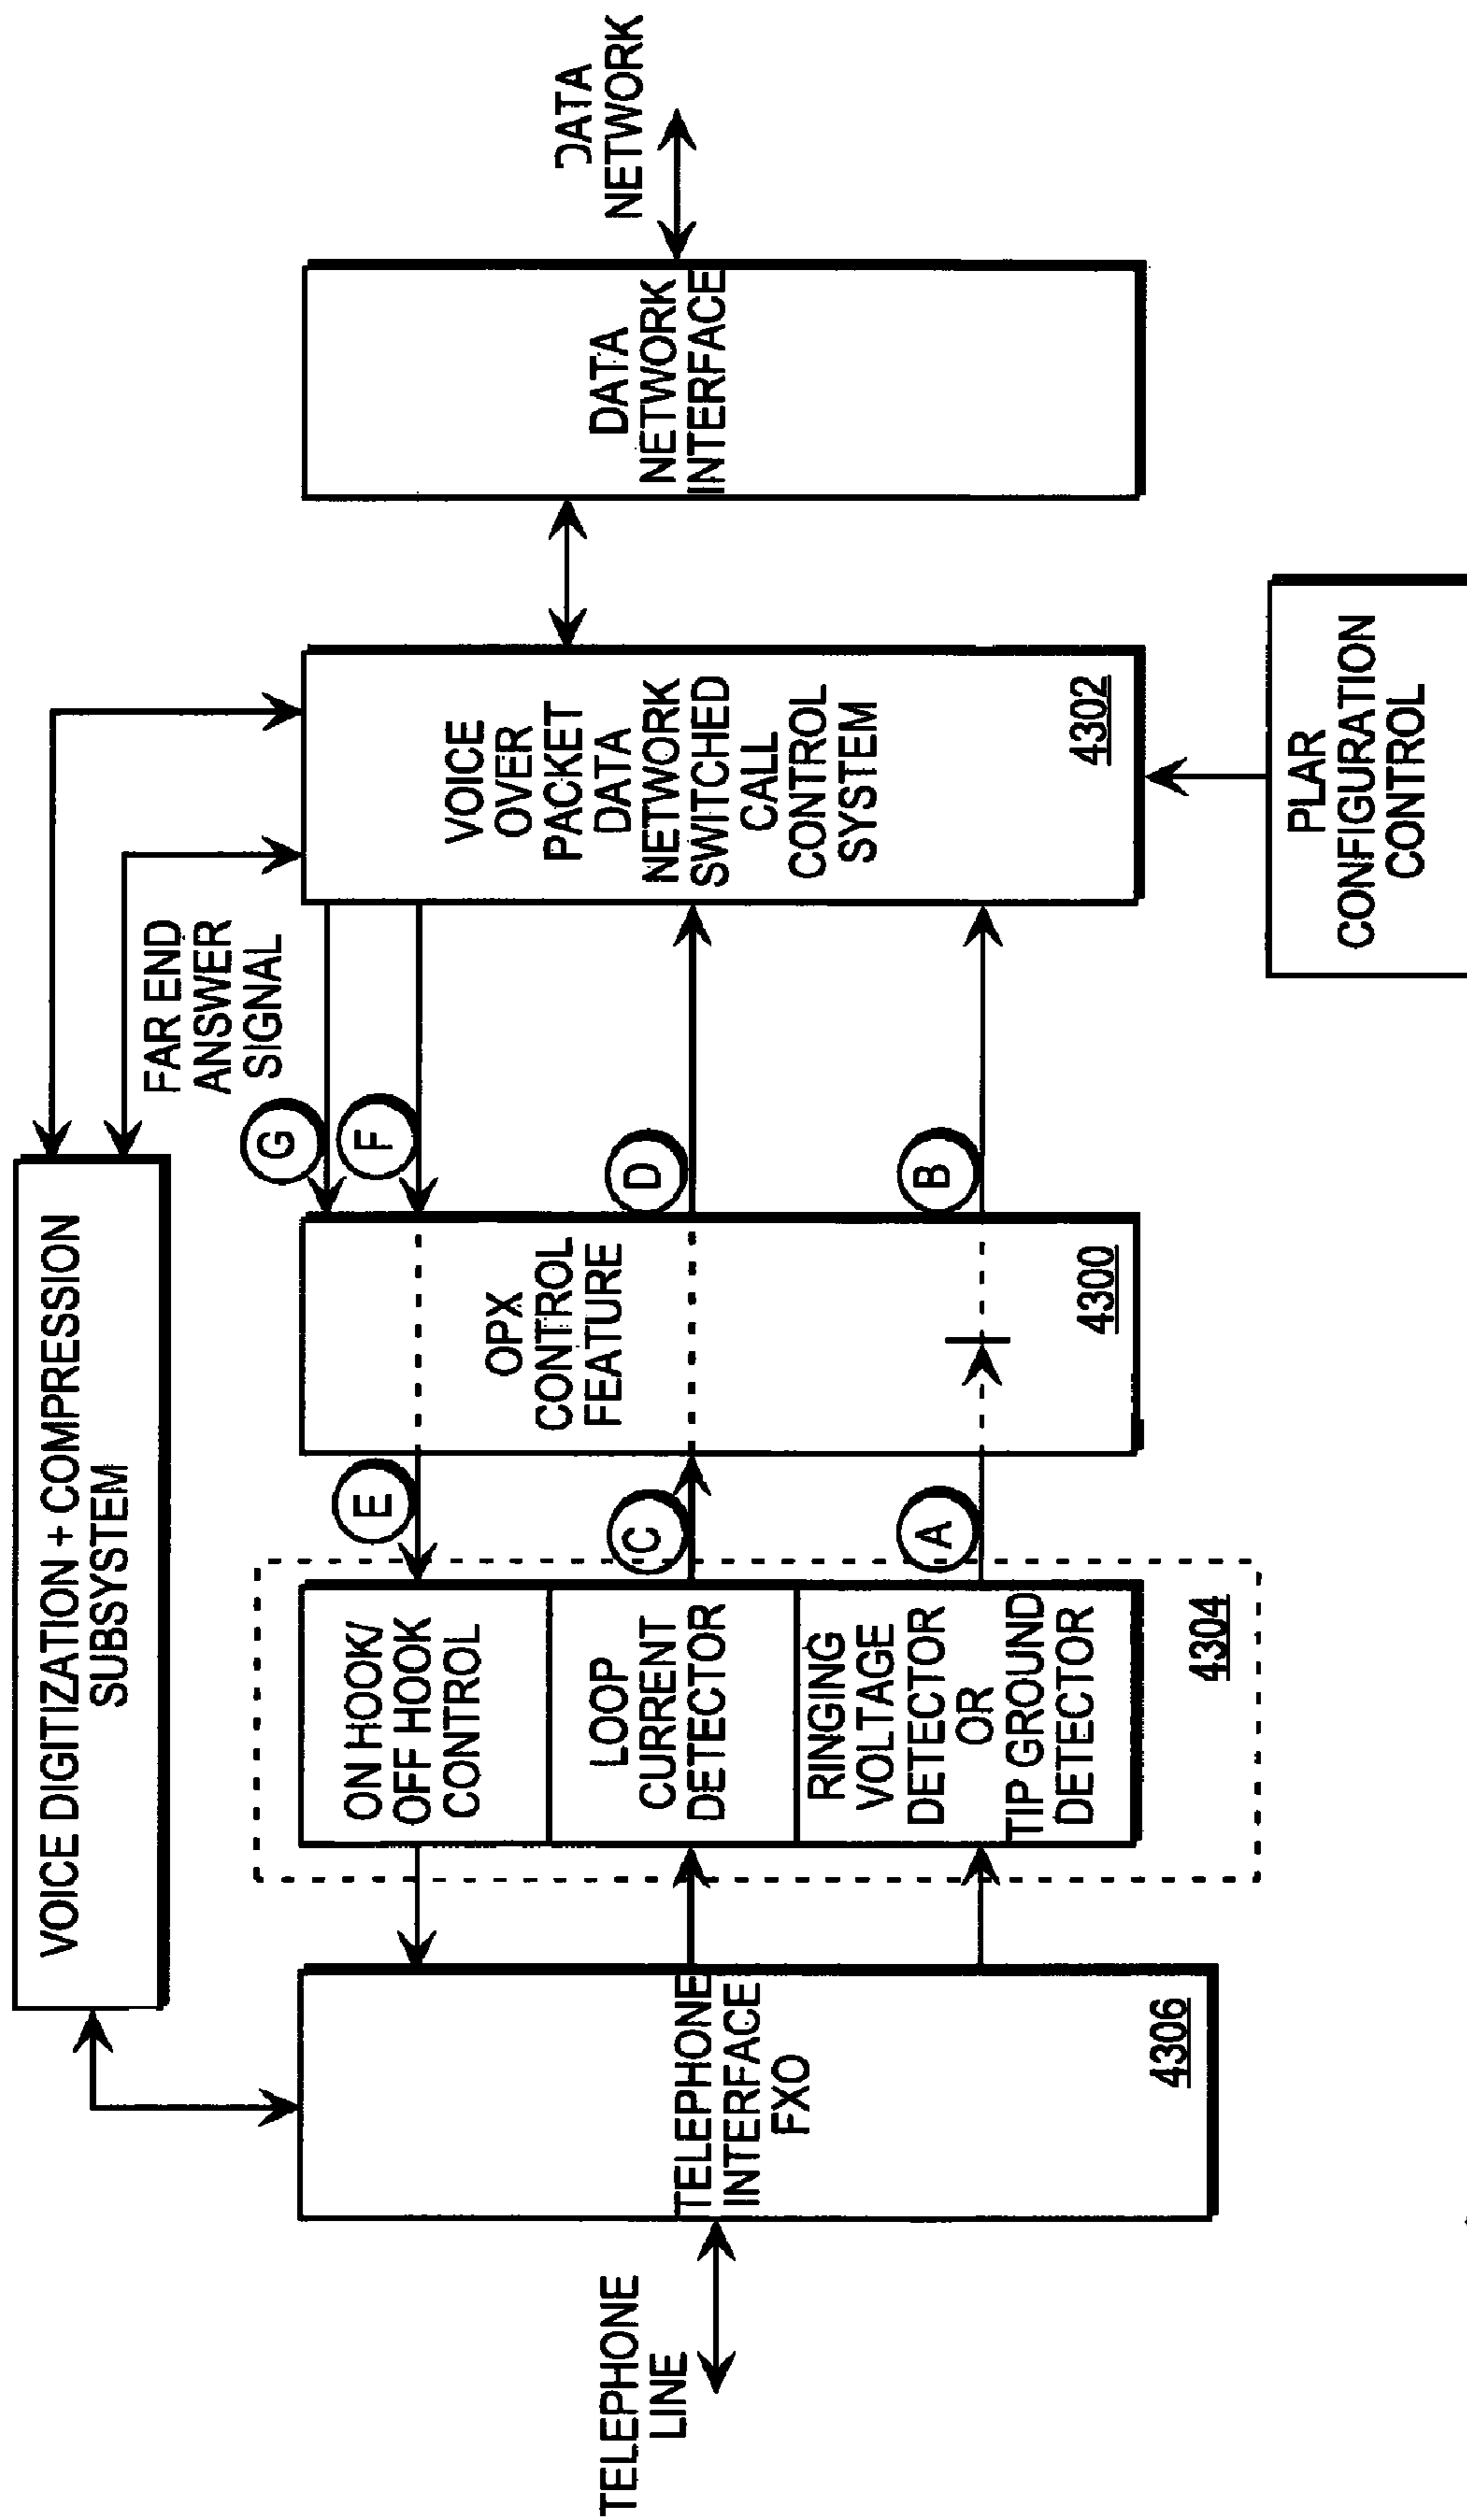 VOICE DIGITIZATION + COMPRESSION
SUBSYSTEM
FAR END
ANSWER
SIGNAL
TELEPHONE
LINE
TELEPHONE
INTERFACE
FXO
4306
ON HOOK/
OFF HOOK
CONTROL
LOOP
CURRENT
DETECTOR
RINGING
VOLTAGE
DETECTOR
OR
TIP GROUND
DETECTOR
4304
E
C
A
OPX
CONTROL
FEATURE
4300
G
F
D
B
VOICE
OVER
PACKET
DATA
NETWORK
SWITCHED
CALL
CONTROL
SYSTEM
4302
PLAR
CONFIGURATION
CONTROL
DATA
NETWORK
INTERFACE
DATA
NETWORK